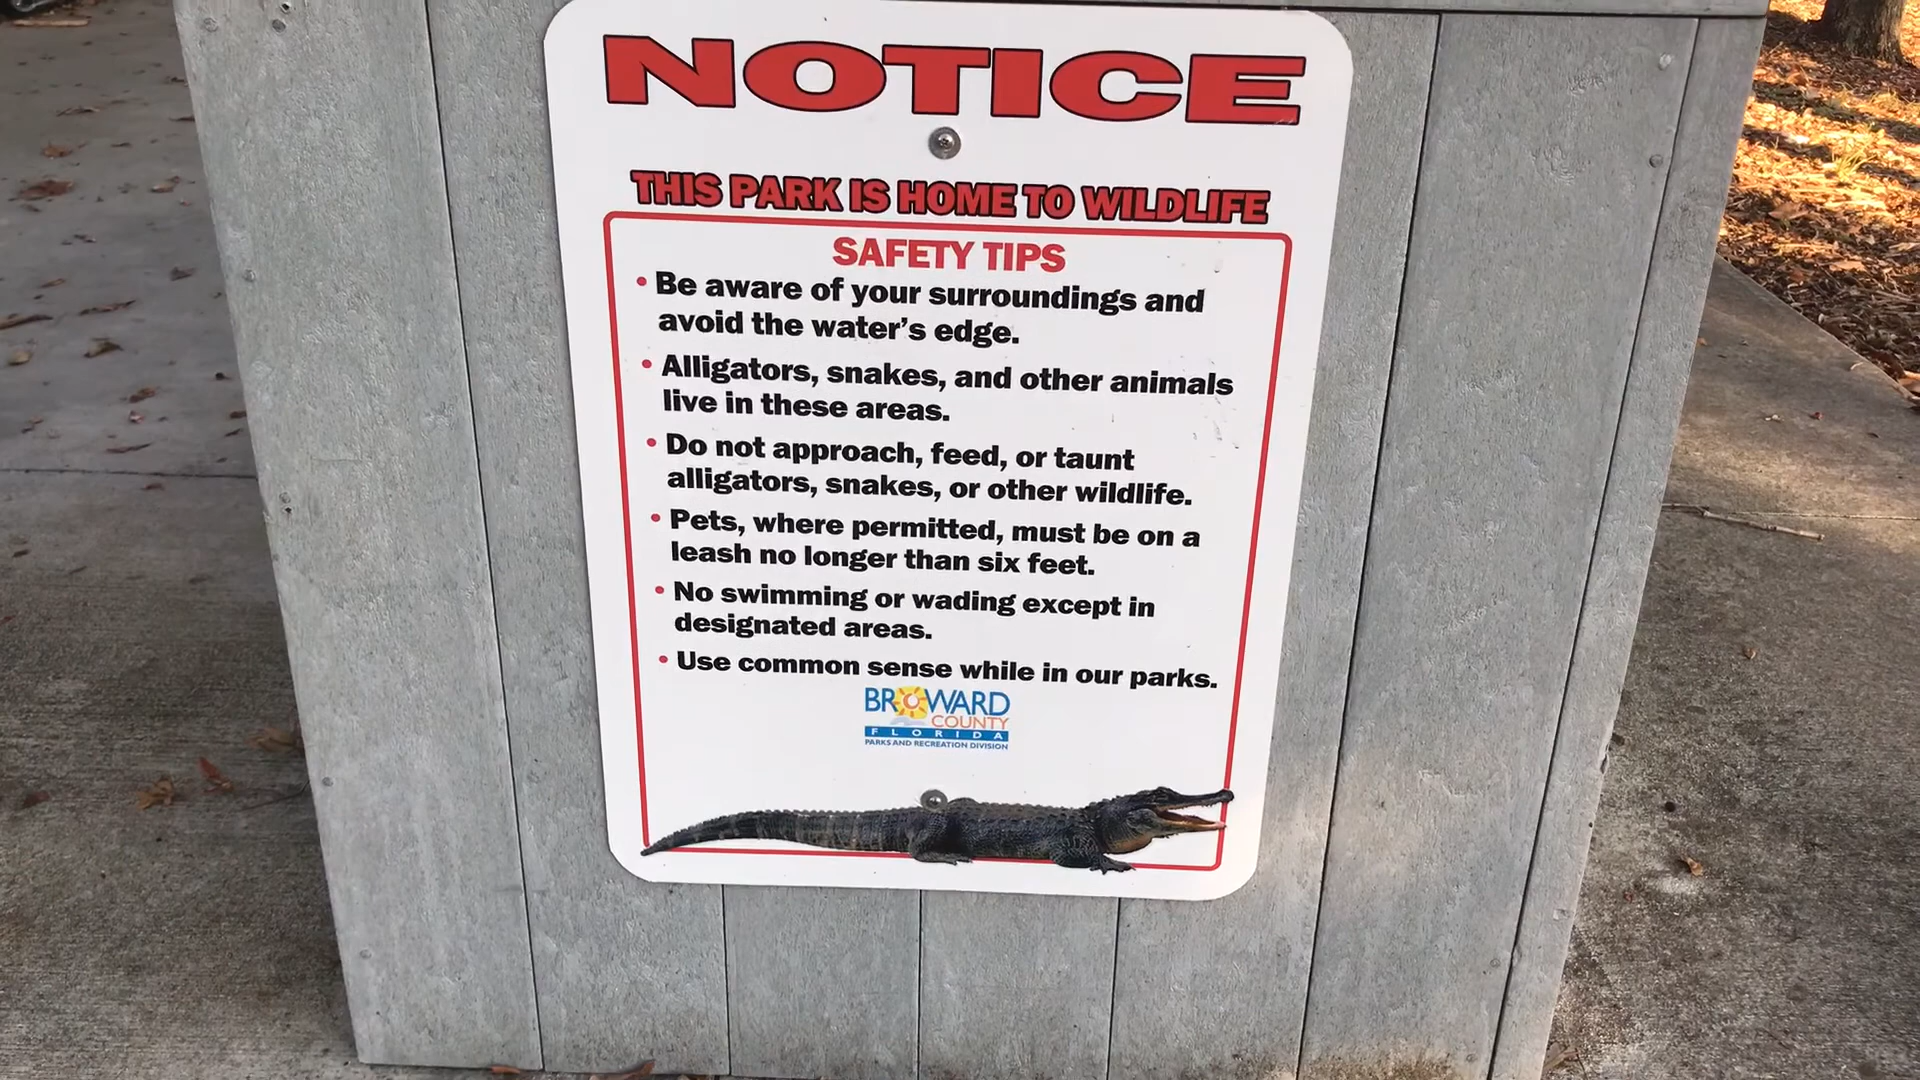 NOTICE
THIS PARK IS HOME TO WILDLIFE
SAFETY TIPS
• Be aware of your surroundings and
avoid the water's edge.
• Alligators, snakes, and other animals
live in these areas.
• Do not approach, feed, or taunt
alligators, snakes, or other wildlife.
• Pets, where permitted, must be on a
leash no longer than six feet.
• No swimming or wading except in
designated areas.
• Use common sense while in our parks.
BROWARD
COUNTY
FLORIDA
PARKS AND RECREATION DIVISION